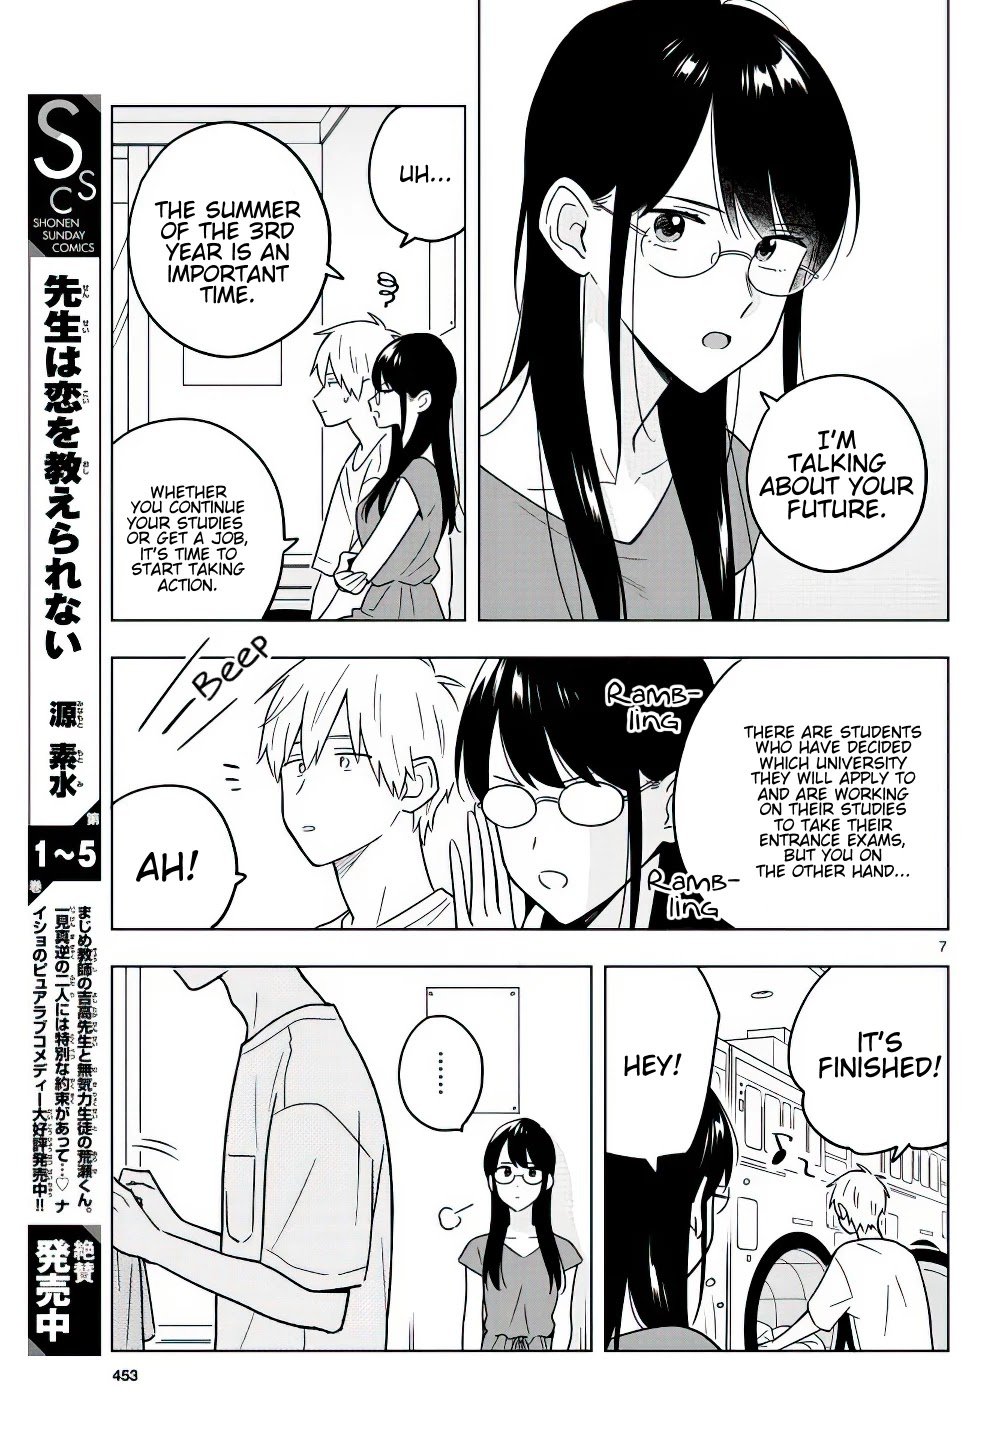 I'M
TALKING
ABOUT YOUR
FUTURE.
UH...
THE SUMMER
OF THE 3RD
YEAR IS AN
IMPORTANT
TIME.
WHETHER
YOU CONTINUE
YOUR STUDIES
OR GET A JOB,
IT'S TIME TO
START TAKING
ACTION.
THERE ARE STUDENTS
WHO HAVE DECIDED
WHICH UNIVERSITY
THEY WILL APPLY TO
AND ARE WORKING
ON THEIR STUDIES
TO TAKE THEIR
ENTRANCE EXAMS,
BUT YOU ON
THE OTHER HAND...
RAMB-
LING
RAMB-
LING
BEEP
AH!
7
IT'S
FINISHED!
HEY!
......
SCS
SHONEN
SUNDAY
COMICS
先生は恋を教えられない
源素水
第
1~5
巻
まじめ教師の吉高先生と無気力生徒の荒瀬くん。
一見真逆の二人には特別な約束があって…♡ ナ
イショのピュアラブコメディー大好評発売中!!
絶賛
発売中
453